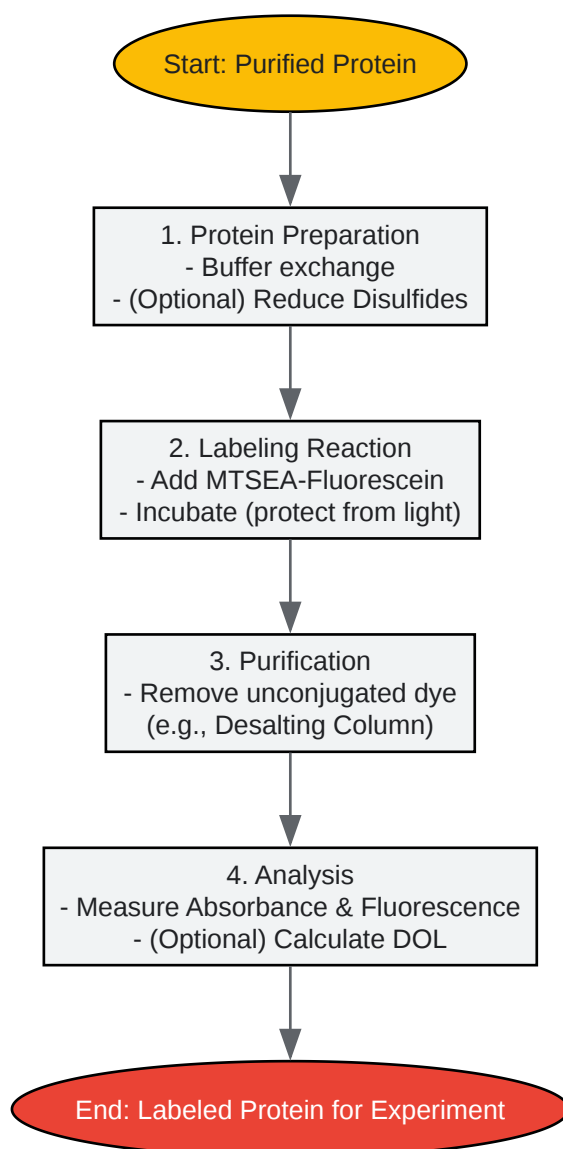 Start: Purified Protein
1. Protein Preparation
- Buffer exchange
- (Optional) Reduce Disulfides
2. Labeling Reaction
- Add MTSEA-Fluorescein
- Incubate (protect from light)
3. Purification
- Remove unconjugated dye
(e.g., Desalting Column)
4. Analysis
- Measure Absorbance & Fluorescence
- (Optional) Calculate DOL
End: Labeled Protein for Experiment